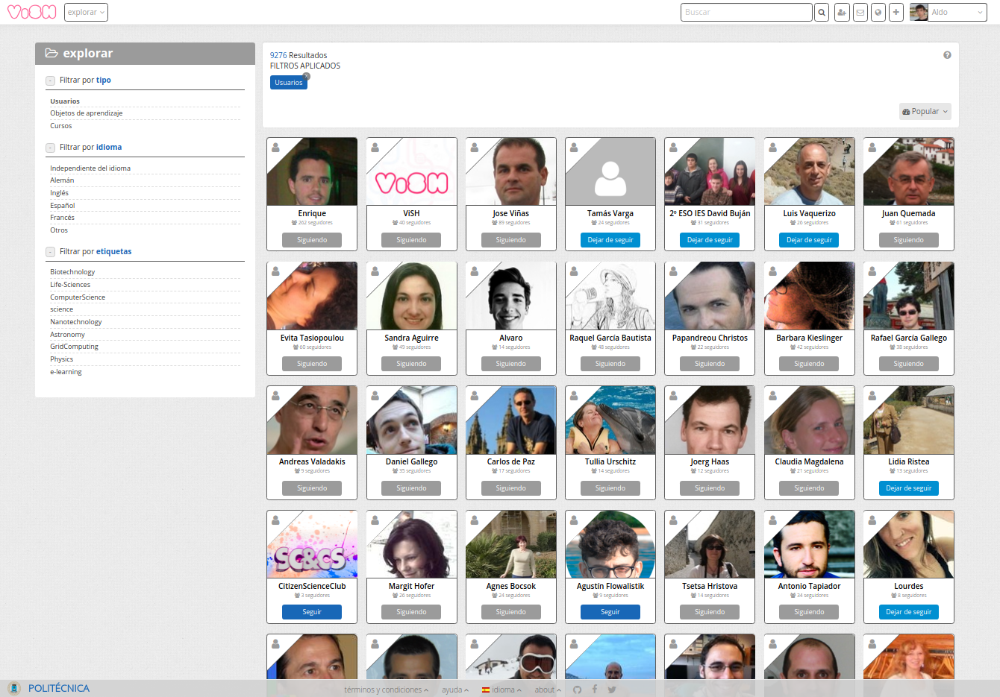 ViSH
explorar
Buscar
Aldo
explorar
9276 Resultados
FILTROS APLICADOS
Usuarios
x
Popular
- Filtrar por tipo
Usuarios
Objetos de aprendizaje
Cursos
- Filtrar por idioma
Independiente del idioma
Alemán
Inglés
Español
Francés
Otros
- Filtrar por etiquetas
Biotechnology
Life-Sciences
ComputerScience
science
Nanotechnology
Astronomy
GridComputing
Physics
e-learning
Enrique
262 seguidores
Siguiendo
ViSH
ViSH
40 seguidores
Siguiendo
Jose Viñas
89 seguidores
Siguiendo
Tamás Varga
24 seguidores
Dejar de seguir
2º ESO IES David Buján
31 seguidores
Dejar de seguir
Luis Vaquerizo
26 seguidores
Dejar de seguir
Juan Quemada
61 seguidores
Siguiendo
Evita Tasiopoulou
60 seguidores
Siguiendo
Sandra Aguirre
49 seguidores
Siguiendo
Alvaro
14 seguidores
Siguiendo
Raquel García Bautista
48 seguidores
Siguiendo
Papandreou Christos
22 seguidores
Siguiendo
Barbara Kieslinger
42 seguidores
Siguiendo
Rafael García Gallego
38 seguidores
Siguiendo
Andreas Valadakis
9 seguidores
Siguiendo
Daniel Gallego
35 seguidores
Siguiendo
Carlos de Paz
17 seguidores
Siguiendo
Tullia Urschitz
14 seguidores
Siguiendo
Joerg Haas
12 seguidores
Siguiendo
Claudia Magdalena
21 seguidores
Siguiendo
Lidia Ristea
13 seguidores
Dejar de seguir
SC&CS
CitizenScienceClub
3 seguidores
Seguir
Margit Hofer
26 seguidores
Siguiendo
Agnes Bocsok
24 seguidores
Siguiendo
Agustín Flowalistik
9 seguidores
Seguir
Tsetsa Hristova
14 seguidores
Siguiendo
Antonio Tapiador
34 seguidores
Siguiendo
Lourdes
8 seguidores
Dejar de seguir
POLITÉCNICA
términos y condiciones
ayuda
idioma
about